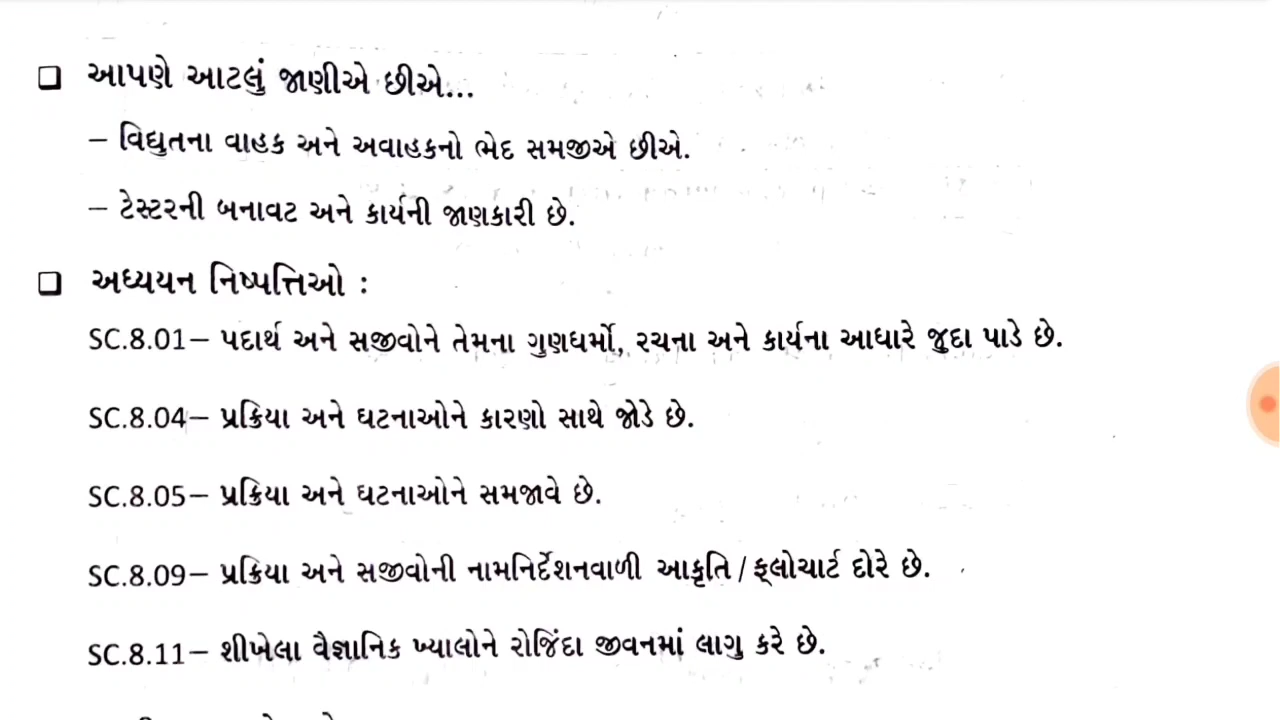 ❑ આપણે આટલું જાણીએ છીએ...
– વિદ્યુતના વાહક અને અવાહકનો ભેદ સમજીએ છીએ.
– ટેસ્ટરની બનાવટ અને કાર્યની જાણકારી છે.
❑ અધ્યયન નિષ્પત્તિઓ :
SC.8.01– પદાર્થ અને સજીવોને તેમના ગુણધર્મો, રચના અને કાર્યના આધારે જુદા પાડે છે.
SC.8.04– પ્રક્રિયા અને ઘટનાઓને કારણો સાથે જોડે છે.
SC.8.05– પ્રક્રિયા અને ઘટનાઓને સમજાવે છે.
SC.8.09– પ્રક્રિયા અને સજીવોની નામનિર્દેશનવાળી આકૃતિ / ફ્લોચાર્ટ દોરે છે.
SC.8.11– શીખેલા વૈજ્ઞાનિક ખ્યાલોને રોજિંદા જીવનમાં લાગુ કરે છે.